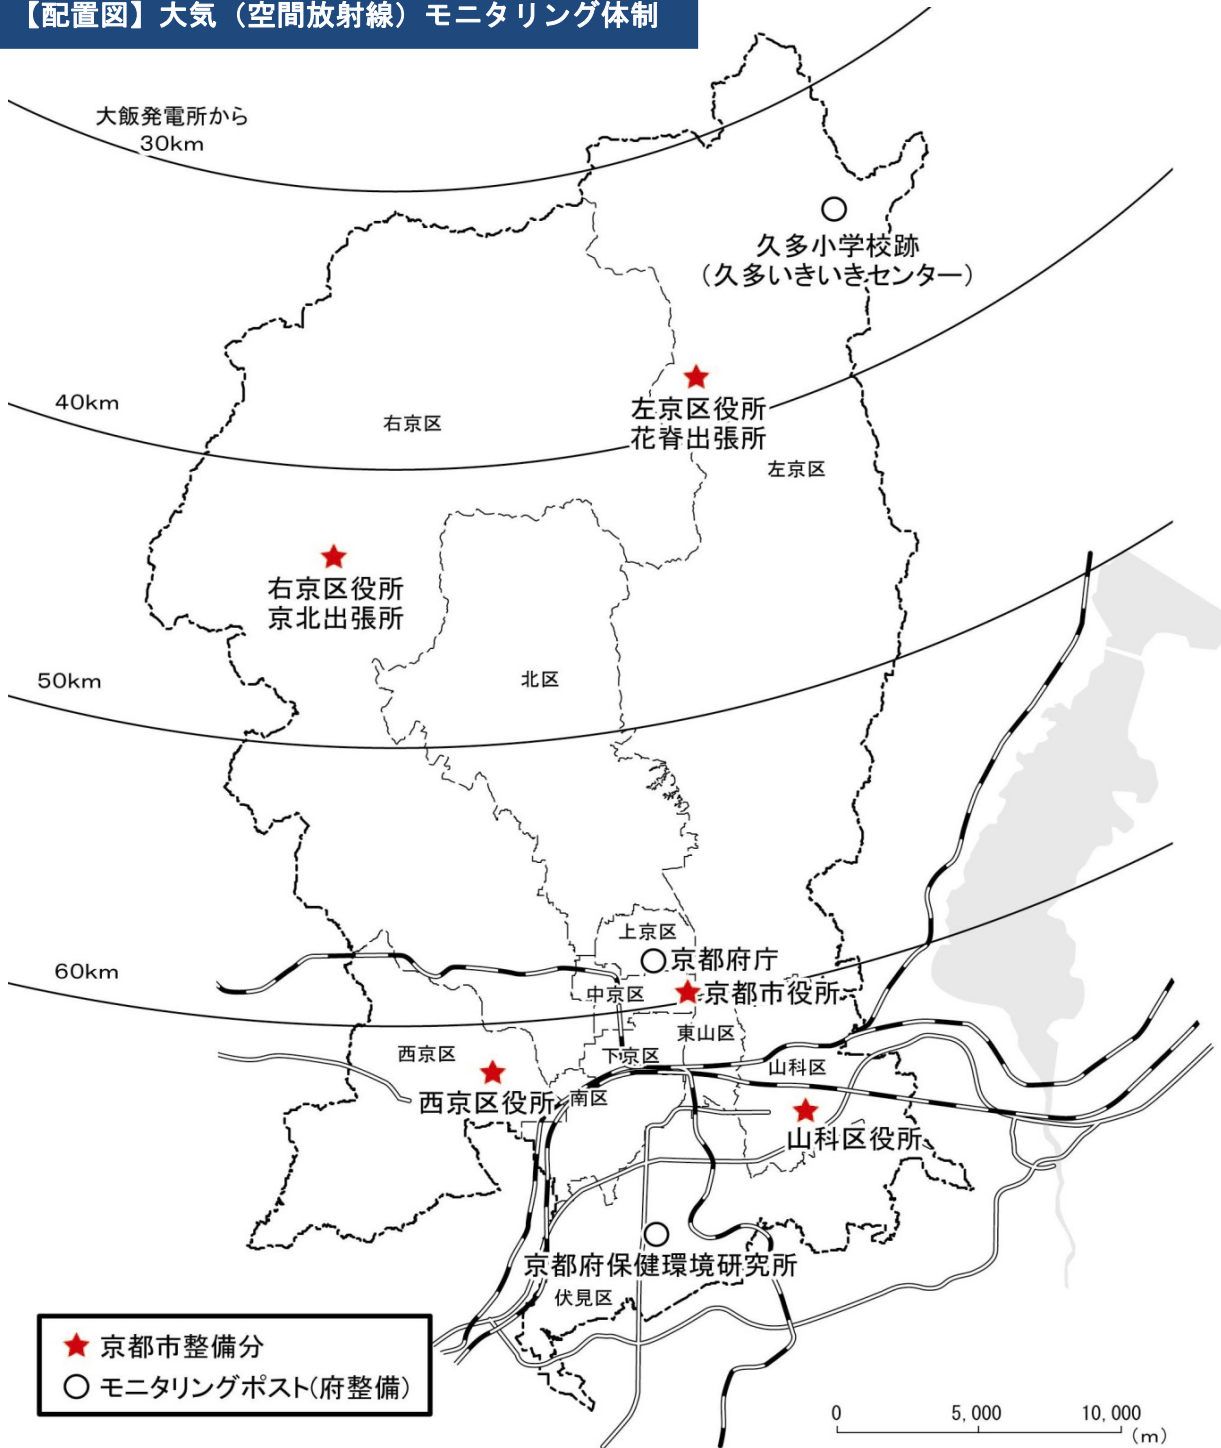 【配置図】大気（空間放射線）モニタリング体制
大飯発電所から
30km
久多小学校跡
（久多いきいきセンター）
40km
右京区
左京区役所
花脊出張所
左京区
右京区役所
京北出張所
50km
北区
上京区
京都府庁
60km
中京区
京都市役所
東山区
西京区
下京区
山科区
西京区役所
南区
山科区役所
京都府保健環境研究所
伏見区
京都市整備分
モニタリングポスト(府整備)
0 5,000 10,000
(m)